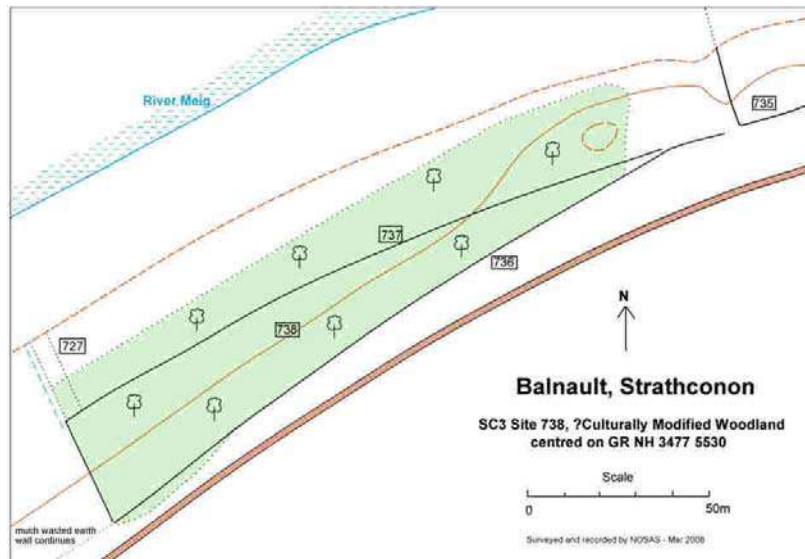 River Meig
735
737
736
738
727
N
Balnault, Strathconon
SC3 Site 738, ?Culturally Modified Woodland
centred on GR NH 3477 5530
Scale
0
50m
much wasted earth
wall continues
Surveyed and recorded by NOSAS - Mar 2008